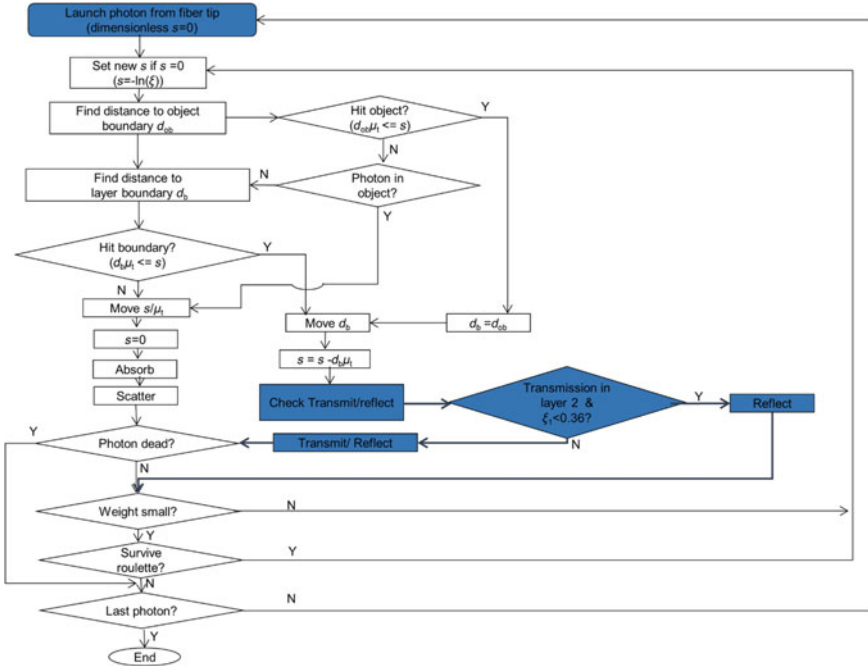 Launch photon from fiber tip
(dimensionless s=0)
Set new s if s =0
(s=-ln(ξ))
Find distance to object
boundary dob
Hit object?
(dobμt <= s)
Y
N
Find distance to
layer boundary db
N
Photon in
object?
Y
Hit boundary?
(dbμt <= s)
Y
N
Move s/μt
Move db
db =dob
s=0
s = s -dbμt
Absorb
Scatter
Check Transmit/reflect
Transmission in
layer 2 &
ξ1<0.36?
Y
Reflect
N
Y
Photon dead?
Transmit/ Reflect
N
Weight small?
N
Y
Survive
roulette?
Y
N
Last photon?
N
Y
End